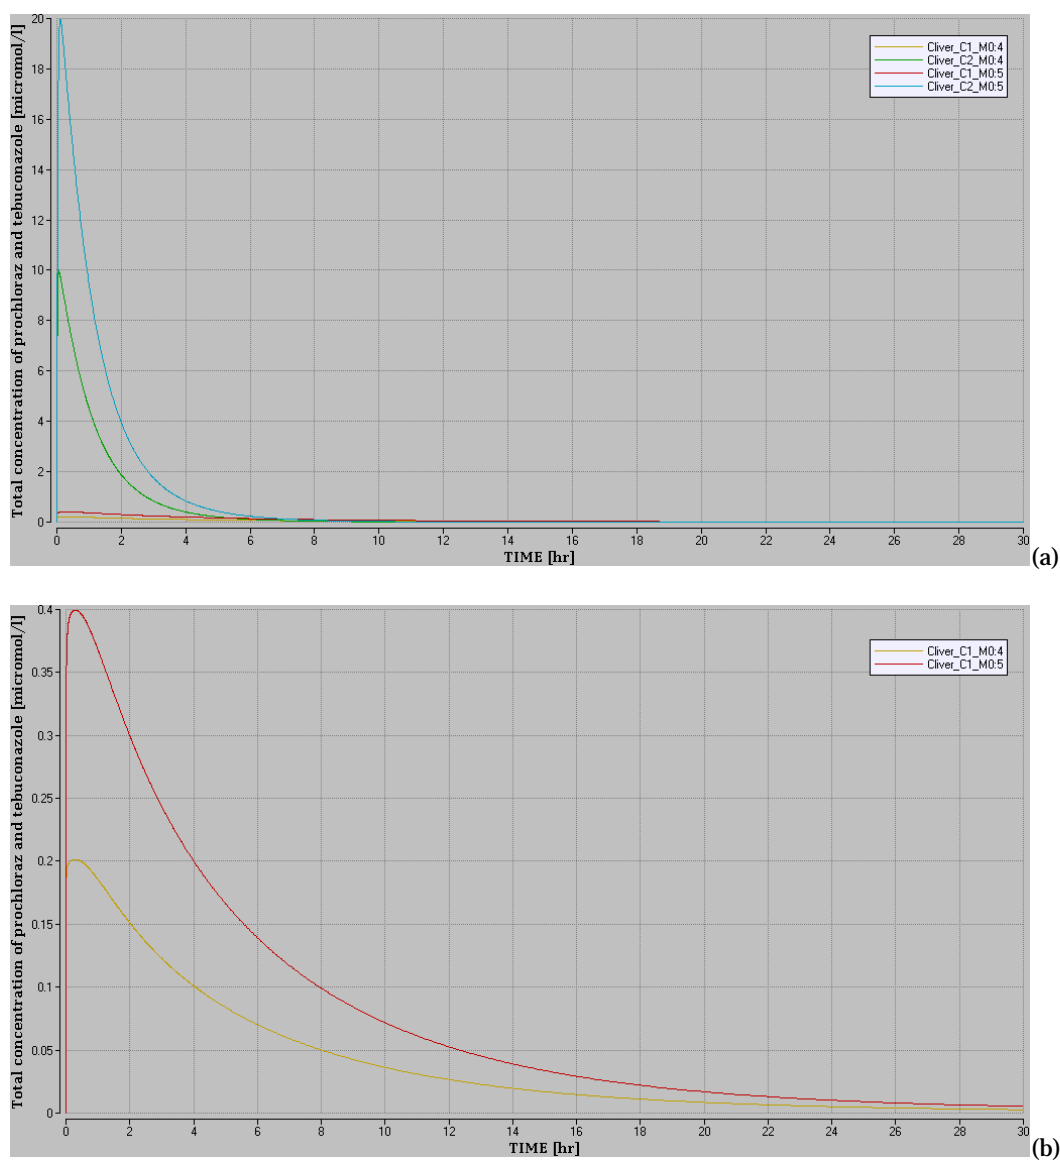 Total concentration of prochloraz and tebuconazole [micromol/l]
20
18
16
14
12
10
8
6
4
2
0
Cliver_C1_M0:4
Cliver_C2_M0:4
Cliver_C1_M0:5
Cliver_C2_M0:5
0 2 4 6 8 10 12 14 16 18 20 22 24 26 28 30
TIME [hr]
(a)
Total concentration of prochloraz and tebuconazole [micromol/l]
0.4
0.35
0.3
0.25
0.2
0.15
0.1
0.05
0
Cliver_C1_M0:4
Cliver_C1_M0:5
0 2 4 6 8 10 12 14 16 18 20 22 24 26 28 30
TIME [hr]
(b)